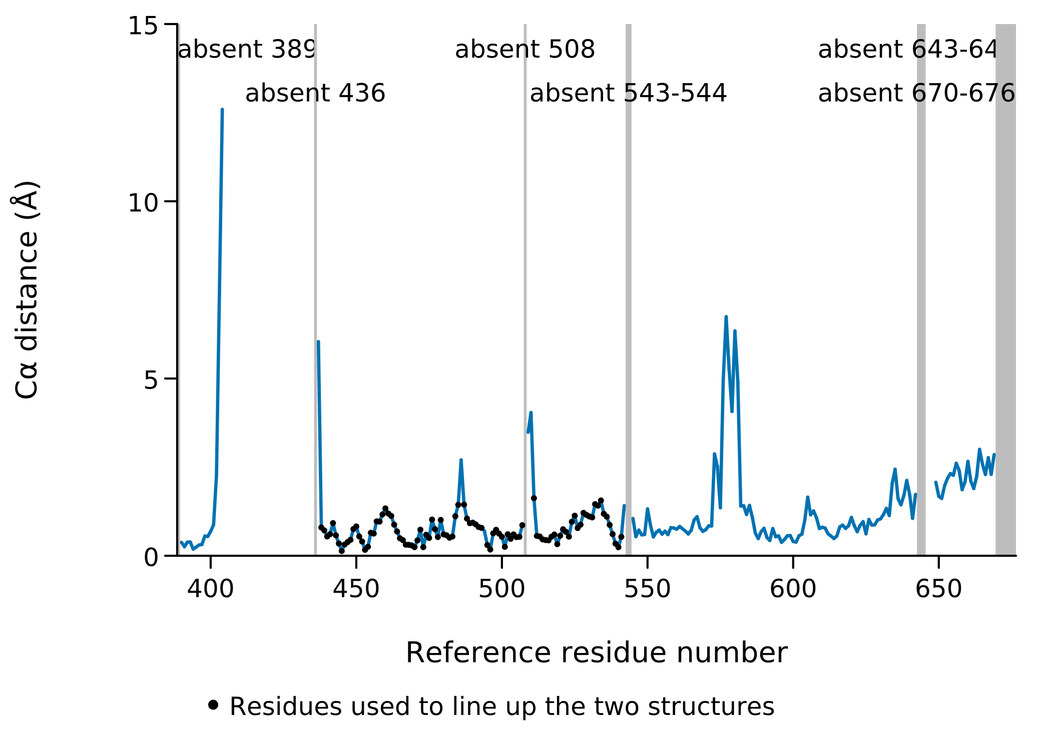 15
absent 389
absent 508
absent 643-64
absent 436
absent 543-544
absent 670-676
10
Cα distance (Å)
5
0
400
450
500
550
600
650
Reference residue number
Residues used to line up the two structures